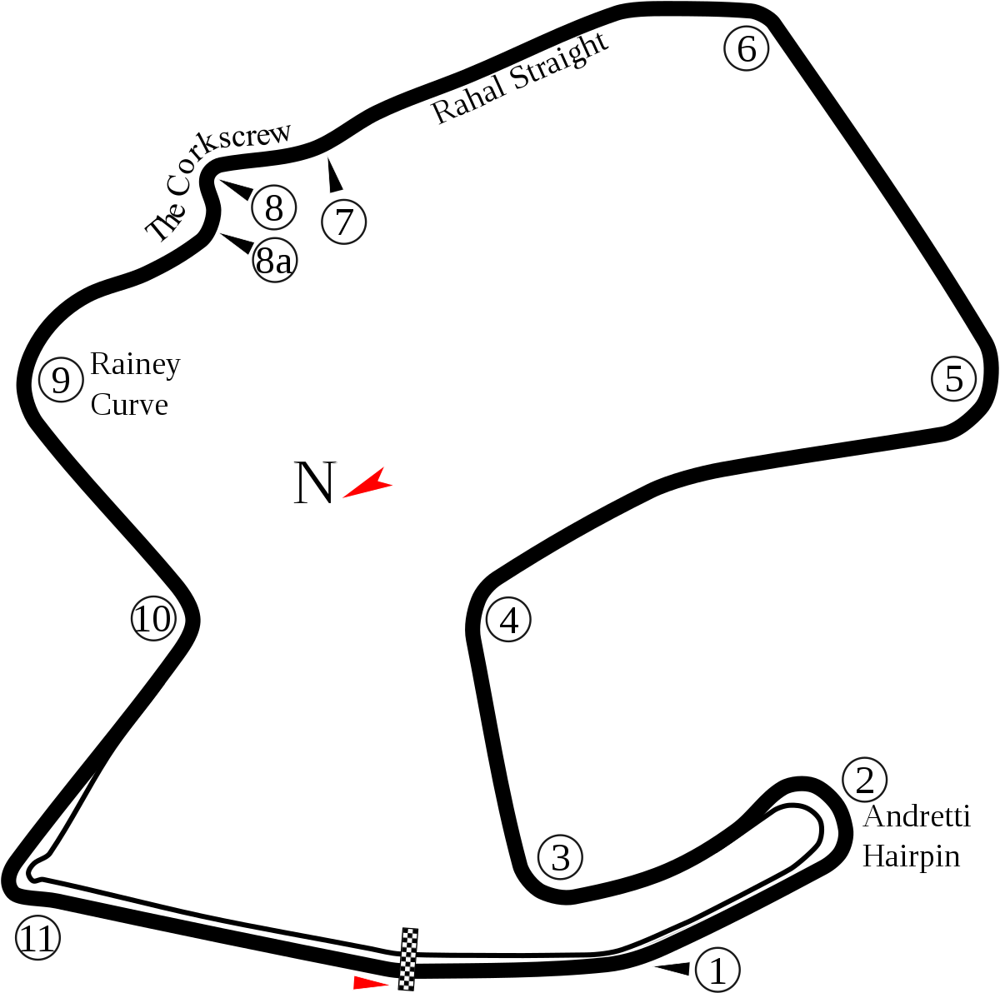 6
Rahal Straight
The Corkscrew
8
7
8a
Rainey
Curve
9
5
N
10
4
2
Andretti
Hairpin
3
11
1